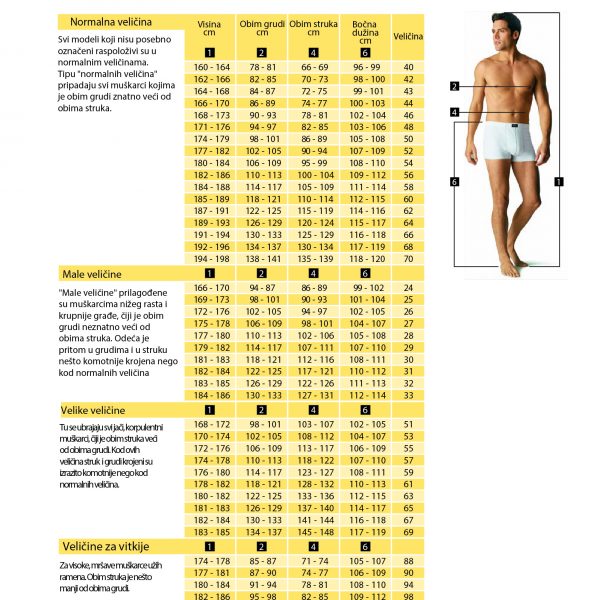 Normalna veličina
Visina cm Obim grudi cm Obim struka cm Bočna dužina cm Veličina
1 2 4 6
Svi modeli koji nisu posebno
označeni raspoloživi su u
normalnim veličinama.
Tipu "normalnih veličina"
pripadaju svi muškarci kojima
je obim grudi znatno veći od
obima struka.
160 - 164 78 - 81 66 - 69 96 - 99 40
162 - 166 82 - 85 70 - 73 98 - 100 42
164 - 168 84 - 87 72 - 75 99 - 101 43
166 - 170 86 - 89 74 - 77 100 - 103 44
168 - 173 90 - 93 78 - 81 102 - 104 46
171 - 176 94 - 97 82 - 85 103 - 106 48
174 - 179 98 - 101 86 - 89 105 - 108 50
177 - 182 102 - 105 90 - 94 107 - 109 52
180 - 184 106 - 109 95 - 99 108 - 110 54
182 - 186 110 - 113 100 - 104 109 - 112 56
184 - 188 114 - 117 105 - 109 111 - 114 58
185 - 189 118 - 121 110 - 114 112 - 115 60
187 - 191 122 - 125 115 - 119 114 - 116 62
189 - 193 126 - 129 120 - 124 115 - 117 64
191 - 194 130 - 133 125 - 129 116 - 118 66
192 - 196 134 - 137 130 - 134 117 - 119 68
194 - 198 138 - 141 135 - 139 118 - 120 70
Male veličine 1 2 4 6
"Male veličine" prilagođene
su muškarcima nižeg rasta i
krupnije građe, čiji je obim
grudi neznatno veći od
obima struka. Odeća je
pritom u grudima i u struku
nešto komotnije krojena nego
kod normalnih veličina
166 - 170 94 - 87 86 - 89 99 - 102 24
169 - 173 98 - 101 90 - 93 101 - 104 25
172 - 176 102 - 105 94 - 97 102 - 105 26
175 - 178 106 - 109 98 - 101 104 - 107 27
177 - 180 110 - 113 102 - 106 105 - 108 28
179 - 182 114 - 117 107 - 111 107 - 110 29
181 - 183 118 - 121 112 - 116 108 - 111 30
182 - 184 122 - 125 117 - 121 110 - 112 31
183 - 185 126 - 129 122 - 126 111 - 113 32
184 - 186 130 - 133 127 - 131 112 - 114 33
Velike veličine 1 2 4 6
Tu se ubrajaju svi jači, korpulentni
muškarci, čiji je obim struka veći
od obima grudi. Kod ovih
veličina struk i grudi krojeni su
izrazito komotnije nego kod
normalnih veličina.
168 - 172 98 - 101 103 - 107 102 - 105 51
170 - 174 102 - 105 108 - 112 104 - 107 53
172 - 176 106 - 109 113 - 117 106 - 109 55
174 - 178 110 - 113 118 - 122 107 - 110 57
176 - 180 114 - 117 123 - 127 108 - 111 59
178 - 182 118 - 121 128 - 132 110 - 113 61
180 - 182 122 - 125 133 - 136 112 - 115 63
181 - 183 126 - 129 137 - 140 114 - 117 65
182 - 184 130 - 133 141 - 144 116 - 118 67
183 - 185 134 - 137 145 - 148 117 - 119 69
Veličine za vitkije 1 2 4 6
Za visoke, mršave muškarce užih
ramena. Obim struka je nešto
manji od obima grudi.
174 - 178 85 - 87 71 - 74 105 - 107 88
177 - 181 87 - 90 74 - 77 106 - 109 90
180 - 184 91 - 94 78 - 81 108 - 110 94
182 - 186 95 - 98 82 - 85 109 - 112 98
2
4
6
1